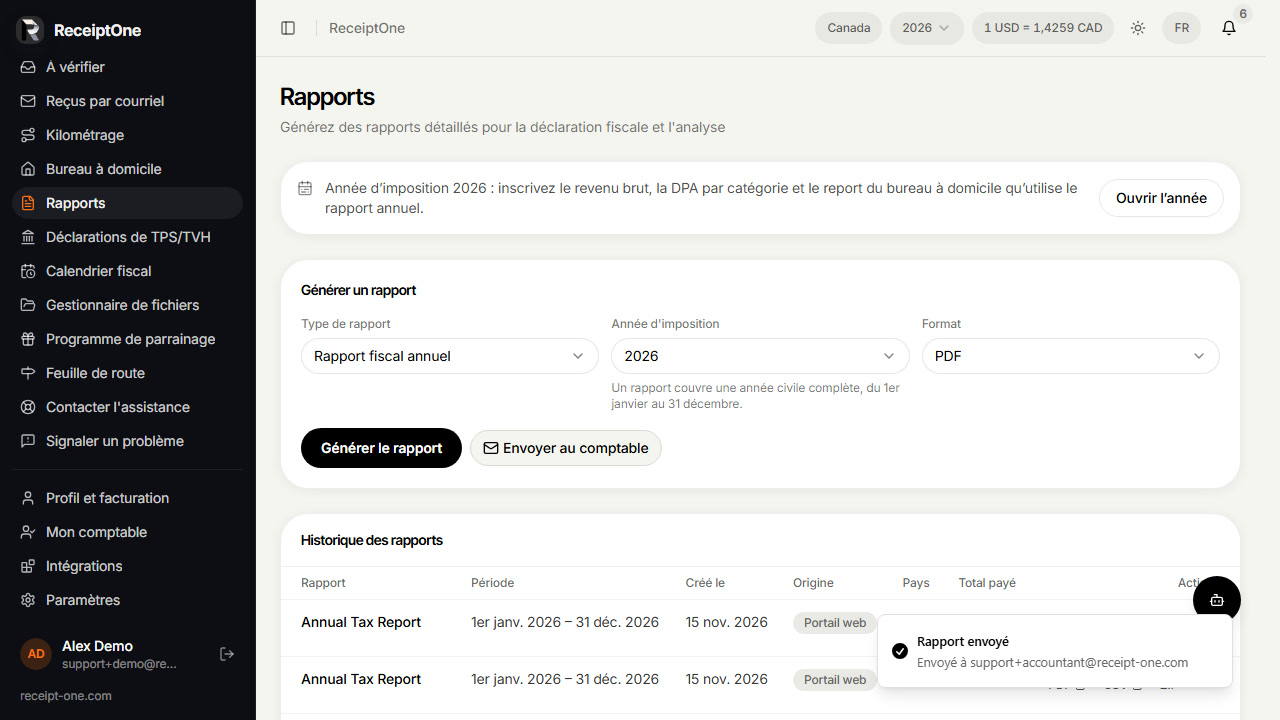 ReceiptOne
À vérifier
Reçus par courriel
Kilométrage
Bureau à domicile
Rapports
Déclarations de TPS/TVH
Calendrier fiscal
Gestionnaire de fichiers
Programme de parrainage
Feuille de route
Contacter l'assistance
Signaler un problème
Profil et facturation
Mon comptable
Intégrations
Paramètres
AD
Alex Demo
support+demo@re...
receipt-one.com
ReceiptOne
Canada
2026
1 USD = 1,4259 CAD
FR
6
Rapports
Générez des rapports détaillés pour la déclaration fiscale et l'analyse
Année d’imposition 2026 : inscrivez le revenu brut, la DPA par catégorie et le report du bureau à domicile qu’utilise le
rapport annuel.
Ouvrir l’année
Générer un rapport
Type de rapport
Année d'imposition
Format
Rapport fiscal annuel
2026
PDF
Un rapport couvre une année civile complète, du 1er
janvier au 31 décembre.
Générer le rapport
Envoyer au comptable
Historique des rapports
Rapport Période Créé le Origine Pays Total payé
Annual Tax Report 1er janv. 2026 – 31 déc. 2026 15 nov. 2026 Portail web
Annual Tax Report 1er janv. 2026 – 31 déc. 2026 15 nov. 2026 Portail web
Rapport envoyé
Envoyé à support+accountant@receipt-one.com